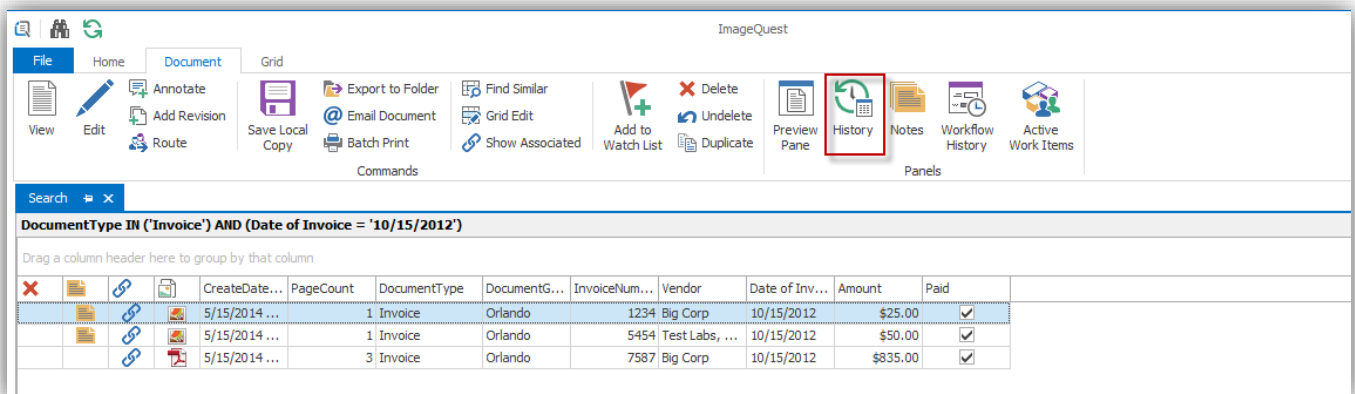 ImageQuest
File Home Document Grid
View Edit Annotate Add Revision Route Save Local Copy Export to Folder Email Document Batch Print Find Similar Grid Edit Show Associated Add to Watch List Delete Undelete Duplicate Preview Pane History Notes Workflow History Active Work Items
Commands Panels
Search
DocumentType IN ('Invoice') AND (Date of Invoice = '10/15/2012')
Drag a column header here to group by that column
CreateDate... PageCount DocumentType DocumentG... InvoiceNum... Vendor Date of Inv... Amount Paid
5/15/2014 ... 1 Invoice Orlando 1234 Big Corp 10/15/2012 $25.00
5/15/2014 ... 1 Invoice Orlando 5454 Test Labs, ... 10/15/2012 $50.00
5/15/2014 ... 3 Invoice Orlando 7587 Big Corp 10/15/2012 $835.00